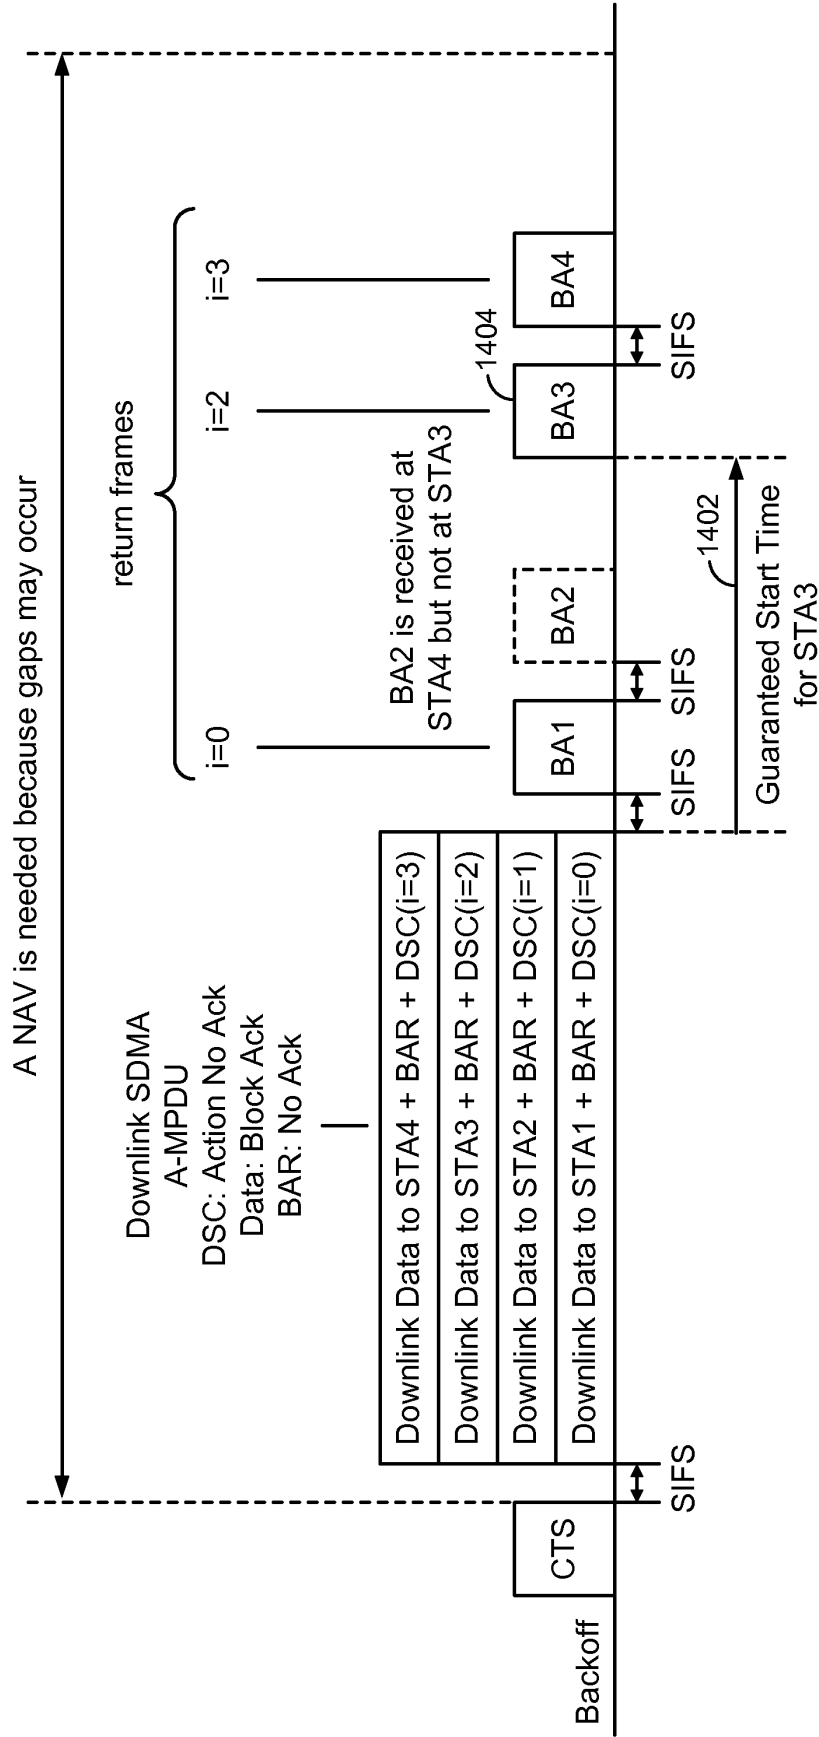 A NAV is needed because gaps may occur
return frames
i=0
i=2
i=3
Downlink SDMA
A-MPDU
DSC: Action No Ack
Data: Block Ack
BAR: No Ack
BA2 is received at
STA4 but not at STA3
1404
Downlink Data to STA4 + BAR + DSC(i=3)
Downlink Data to STA3 + BAR + DSC(i=2)
Downlink Data to STA2 + BAR + DSC(i=1)
Downlink Data to STA1 + BAR + DSC(i=0)
Backoff
CTS
BA1
BA2
BA3
BA4
SIFS
SIFS
SIFS
SIFS
1402
Guaranteed Start Time
for STA3